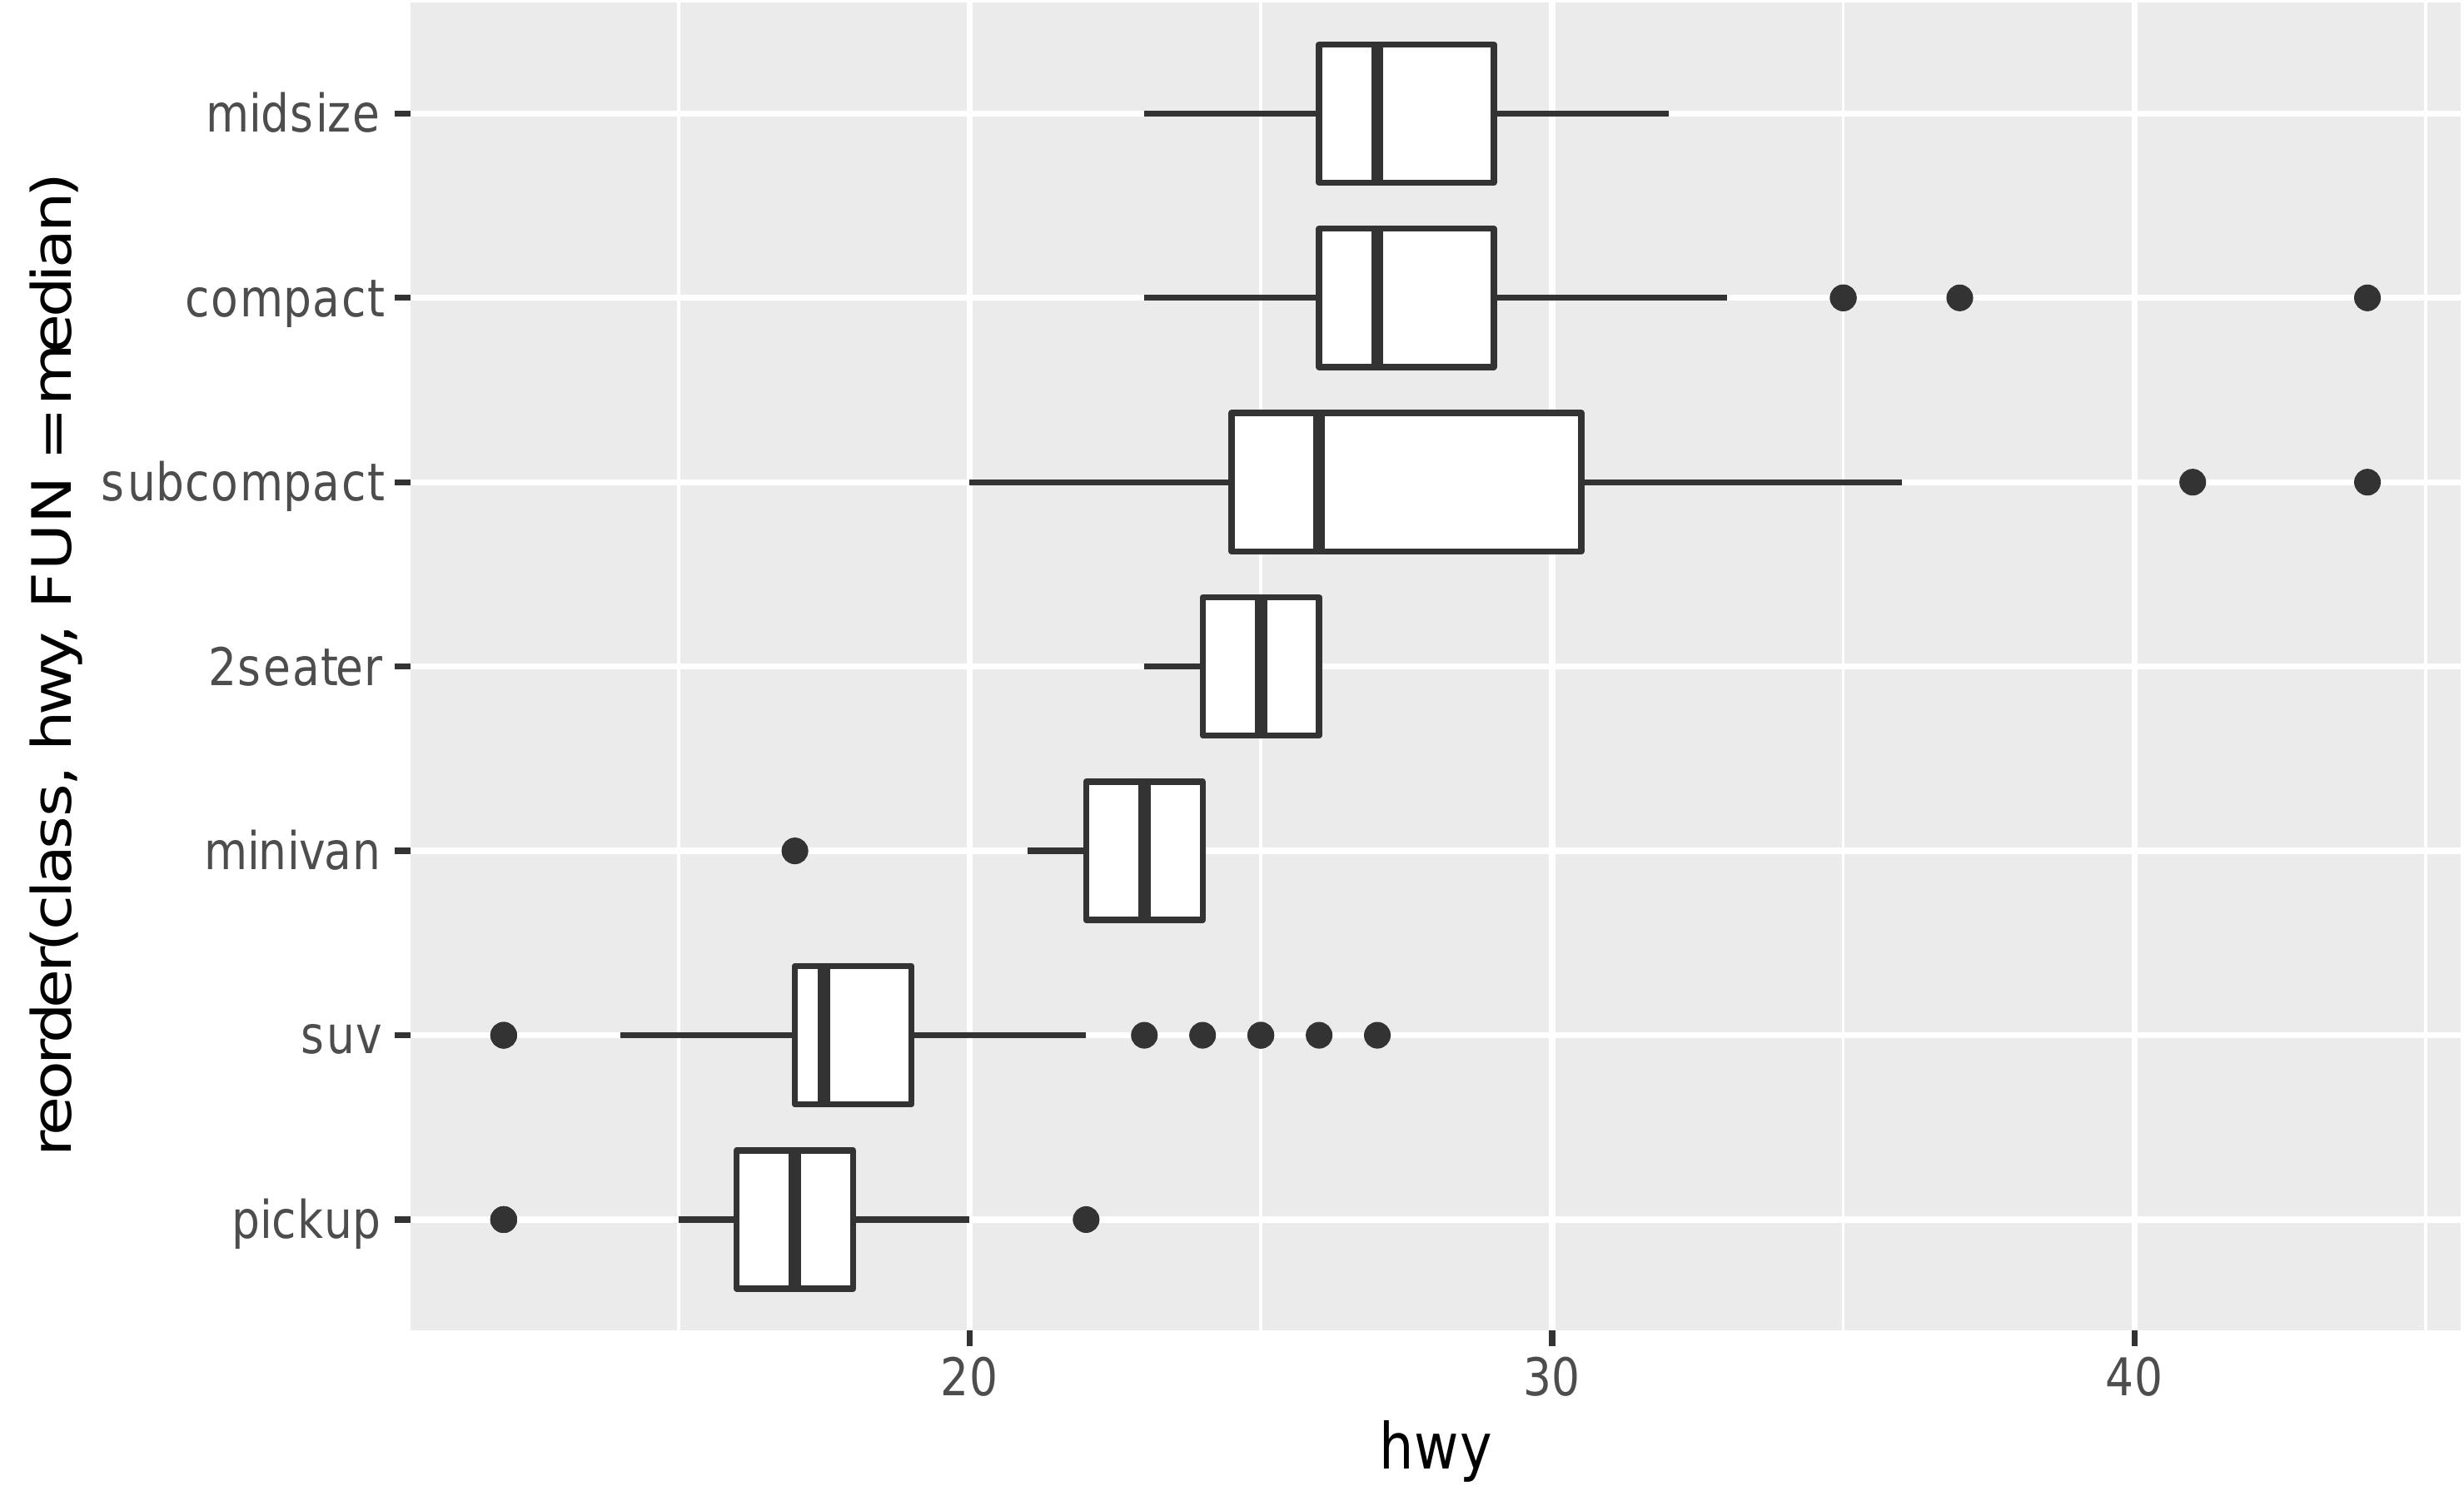 reorder(class, hwy, FUN = median)
midsize
compact
subcompact
2seater
minivan
suv
pickup
20 30 40
hwy